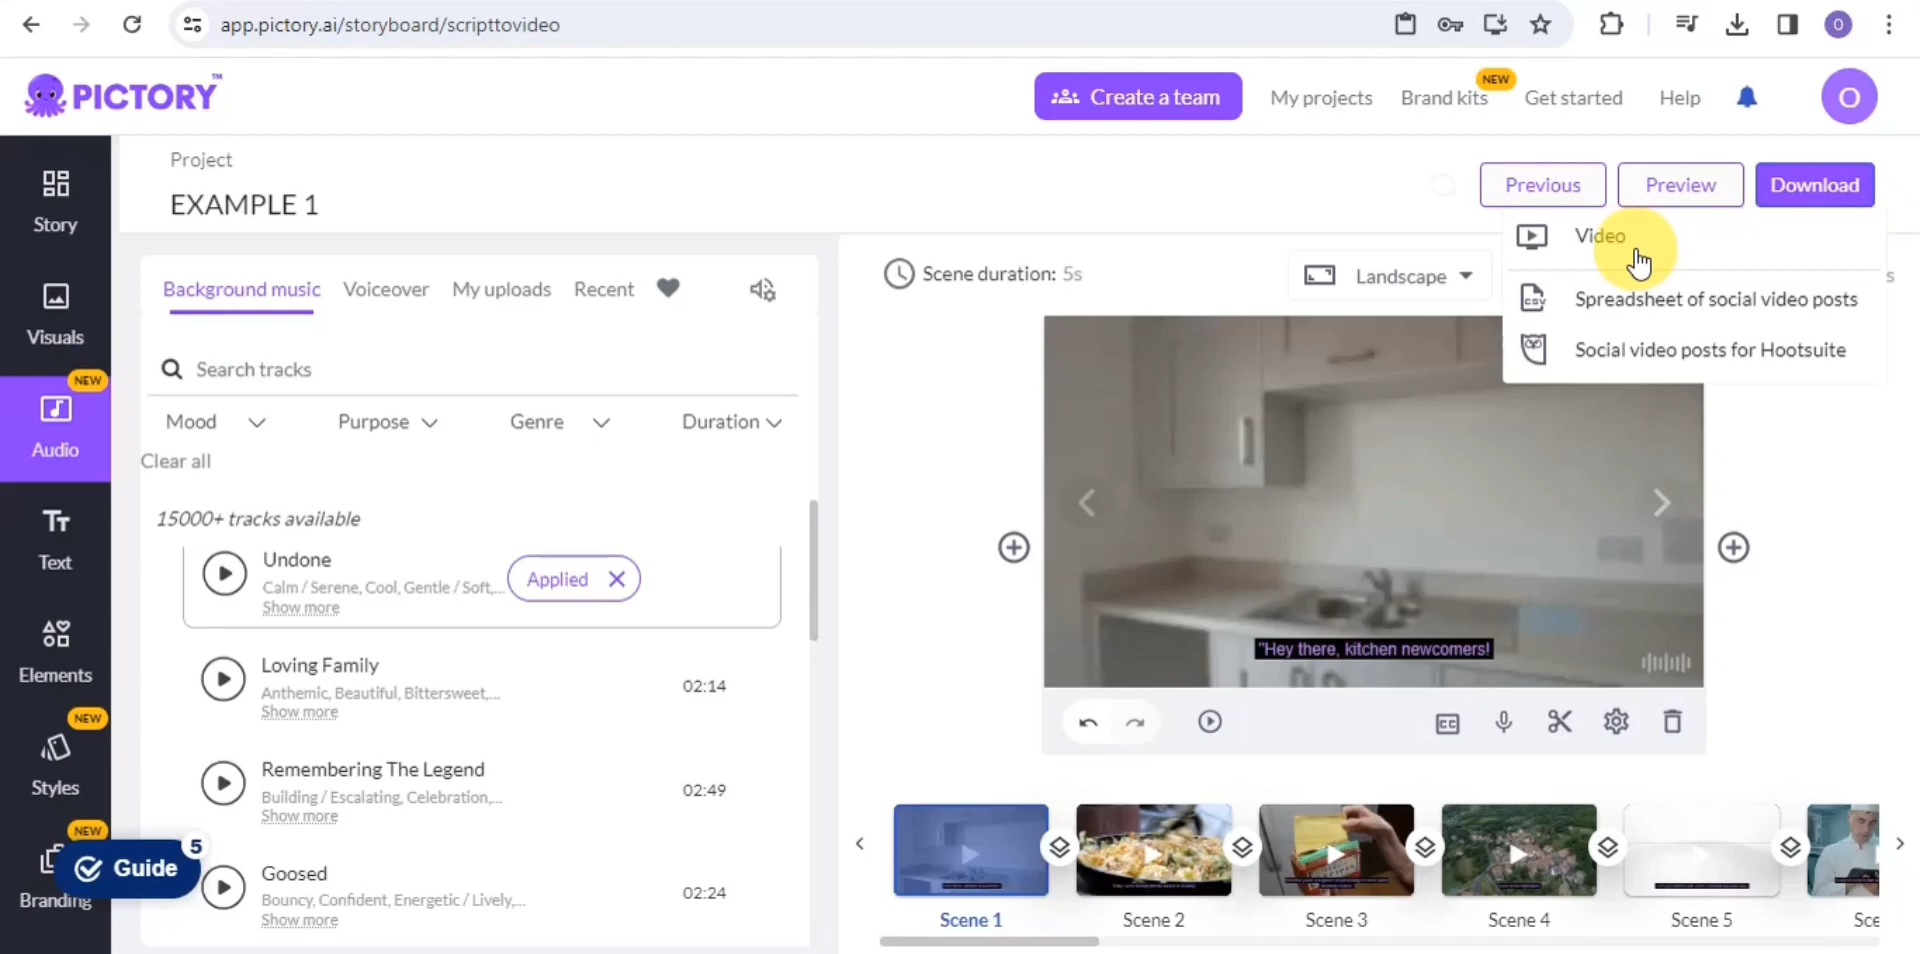 app.pictory.ai/storyboard/scripttovideo
O
PICTORY™
Create a team
My projects
Brand kits
NEW
Get started
Help
O
Project
EXAMPLE 1
Previous
Preview
Download
Video
Spreadsheet of social video posts
Social video posts for Hootsuite
CSV
Story
Visuals
NEW
Audio
Text
Elements
NEW
Styles
NEW
Branding
Guide
5
Background music
Voiceover
My uploads
Recent
Search tracks
Mood
Purpose
Genre
Duration
Clear all
15000+ tracks available
Undone
Calm / Serene, Cool, Gentle / Soft,...
Show more
Applied
Loving Family
Anthemic, Beautiful, Bittersweet,...
Show more
02:14
Remembering The Legend
Building / Escalating, Celebration,...
Show more
02:49
Goosed
Bouncy, Confident, Energetic / Lively,...
Show more
02:24
Scene duration: 5s
Landscape
s
"Hey there, kitchen newcomers!
CC
Scene 1
Scene 2
Scene 3
Scene 4
Scene 5
Sce